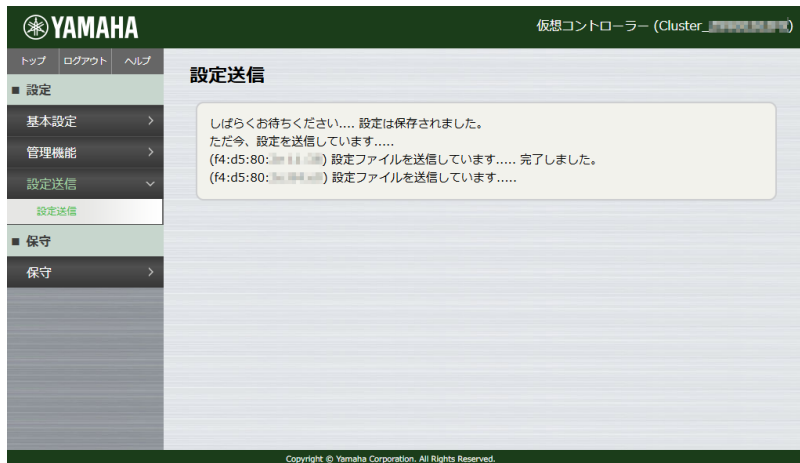 YAMAHA
仮想コントローラー (Cluster_ )
トップ ログアウト ヘルプ
■ 設定
基本設定
管理機能
設定送信
設定送信
■ 保守
保守
設定送信
しばらくお待ちください.... 設定は保存されました。
ただ今、設定を送信しています.....
(f4:d5:80: ) 設定ファイルを送信しています..... 完了しました。
(f4:d5:80: ) 設定ファイルを送信しています.....
Copyright © Yamaha Corporation. All Rights Reserved.